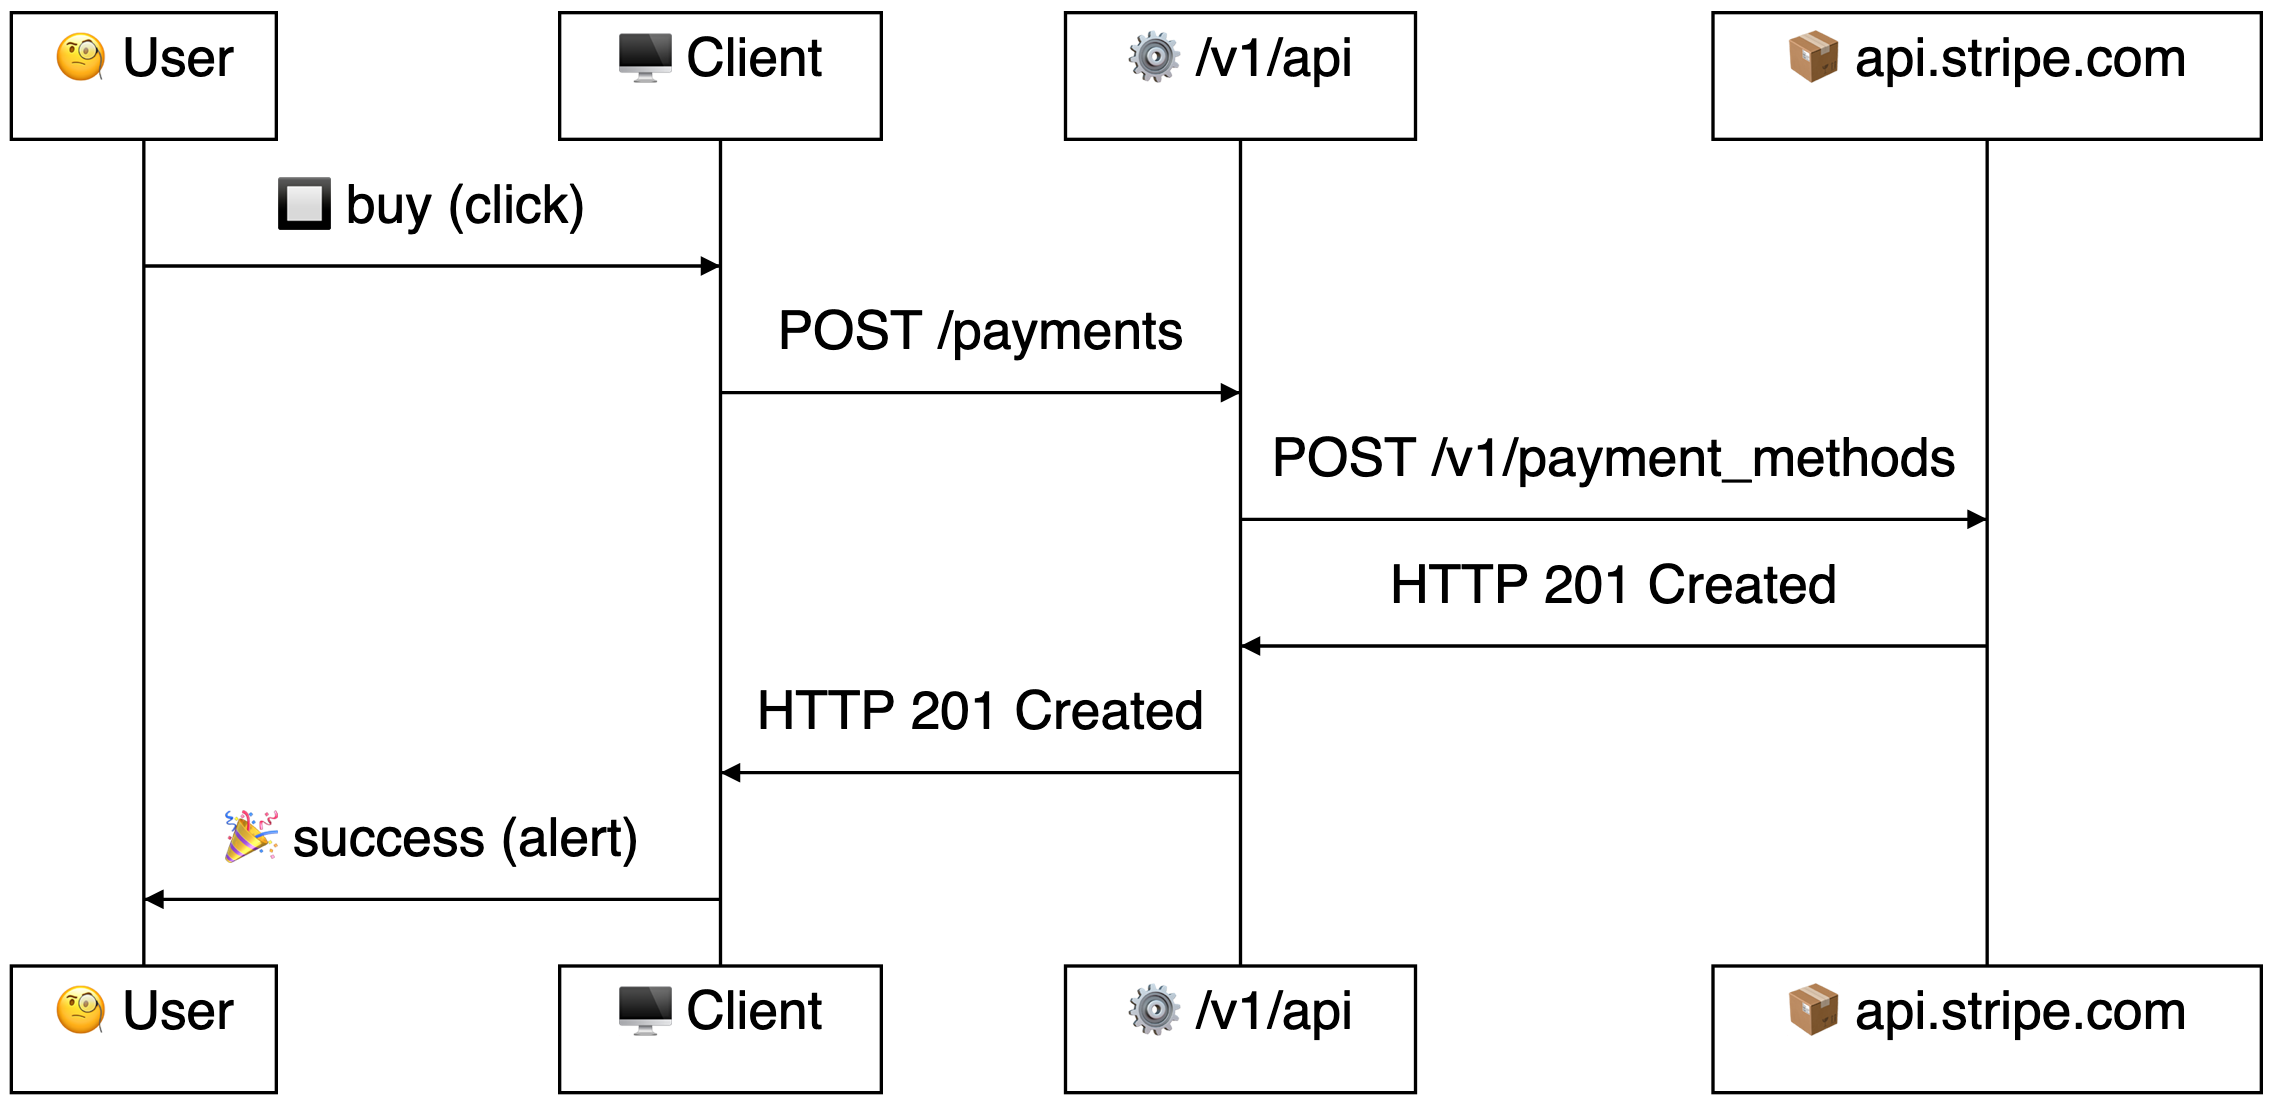 🧐 User
🖥️ Client
⚙️ /v1/api
📦 api.stripe.com
🔲 buy (click)
POST /payments
POST /v1/payment_methods
HTTP 201 Created
HTTP 201 Created
🎉 success (alert)
🧐 User
🖥️ Client
⚙️ /v1/api
📦 api.stripe.com